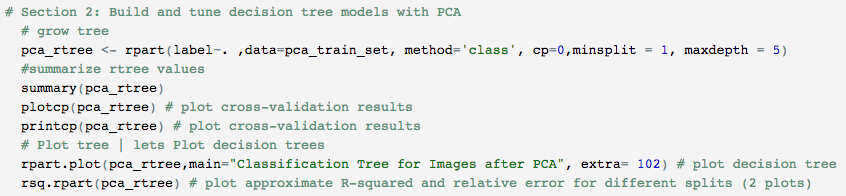 # Section 2: Build and tune decision tree models with PCA
# grow tree
pca_rtree <- rpart(label~. ,data=pca_train_set, method='class', cp=0,minsplit = 1, maxdepth = 5)
#summarize rtree values
summary(pca_rtree)
plotcp(pca_rtree) # plot cross-validation results
printcp(pca_rtree) # plot cross-validation results
# Plot tree | lets Plot decision trees
rpart.plot(pca_rtree,main="Classification Tree for Images after PCA", extra= 102) # plot decision tree
rsq.rpart(pca_rtree) # plot approximate R-squared and relative error for different splits (2 plots)